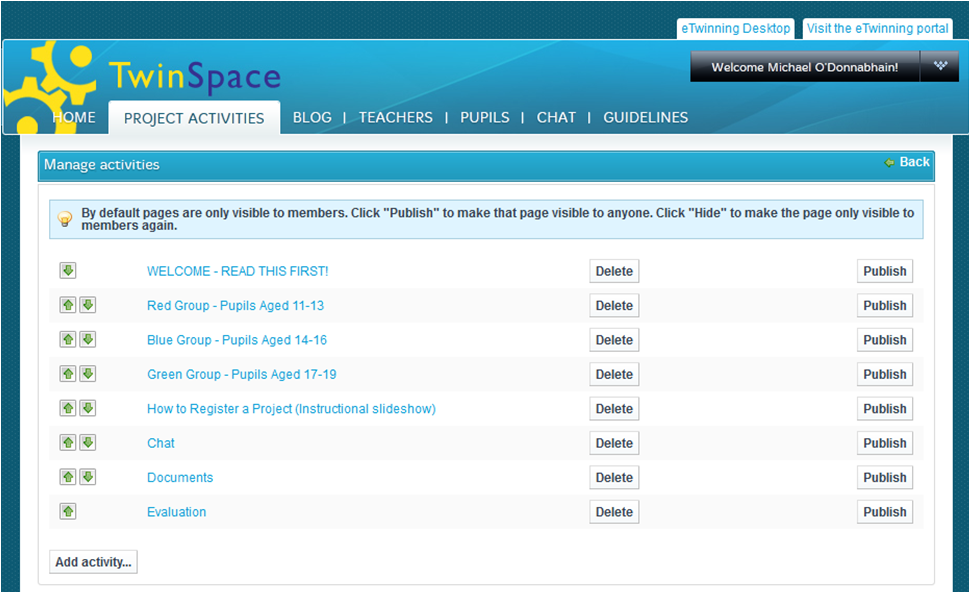 eTwinning Desktop Visit the eTwinning portal
Welcome Michael O'Donnabhain!
TwinSpace
HOME PROJECT ACTIVITIES BLOG | TEACHERS | PUPILS | CHAT | GUIDELINES
Manage activities Back
By default pages are only visible to members. Click "Publish" to make that page visible to anyone. Click "Hide" to make the page only visible to
members again.
WELCOME - READ THIS FIRST! Delete Publish
Red Group - Pupils Aged 11-13 Delete Publish
Blue Group - Pupils Aged 14-16 Delete Publish
Green Group - Pupils Aged 17-19 Delete Publish
How to Register a Project (Instructional slideshow) Delete Publish
Chat Delete Publish
Documents Delete Publish
Evaluation Delete Publish
Add activity...